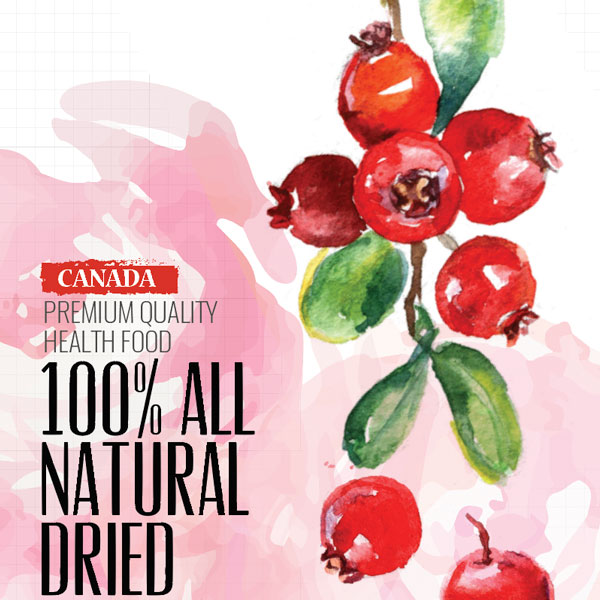 CANADA
PREMIUM QUALITY
HEALTH FOOD
100% ALL
NATURAL
DRIED